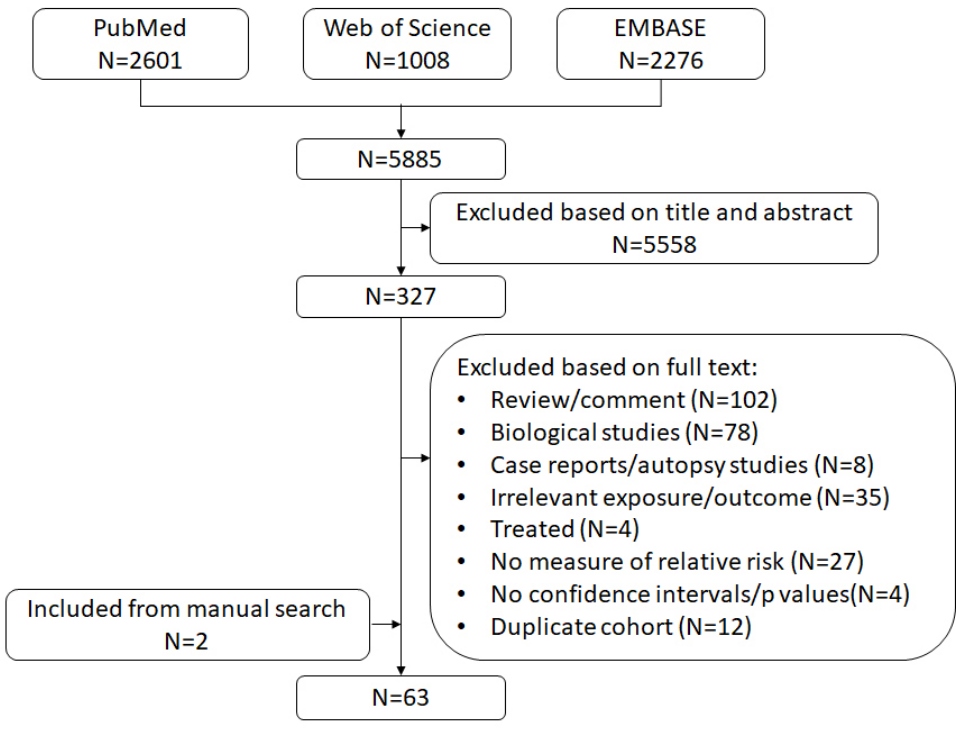 PubMed
N=2601
Web of Science
N=1008
EMBASE
N=2276
N=5885
Excluded based on title and abstract
N=5558
N=327
Excluded based on full text:
• Review/comment (N=102)
• Biological studies (N=78)
• Case reports/autopsy studies (N=8)
• Irrelevant exposure/outcome (N=35)
• Treated (N=4)
• No measure of relative risk (N=27)
• No confidence intervals/p values(N=4)
• Duplicate cohort (N=12)
Included from manual search
N=2
N=63